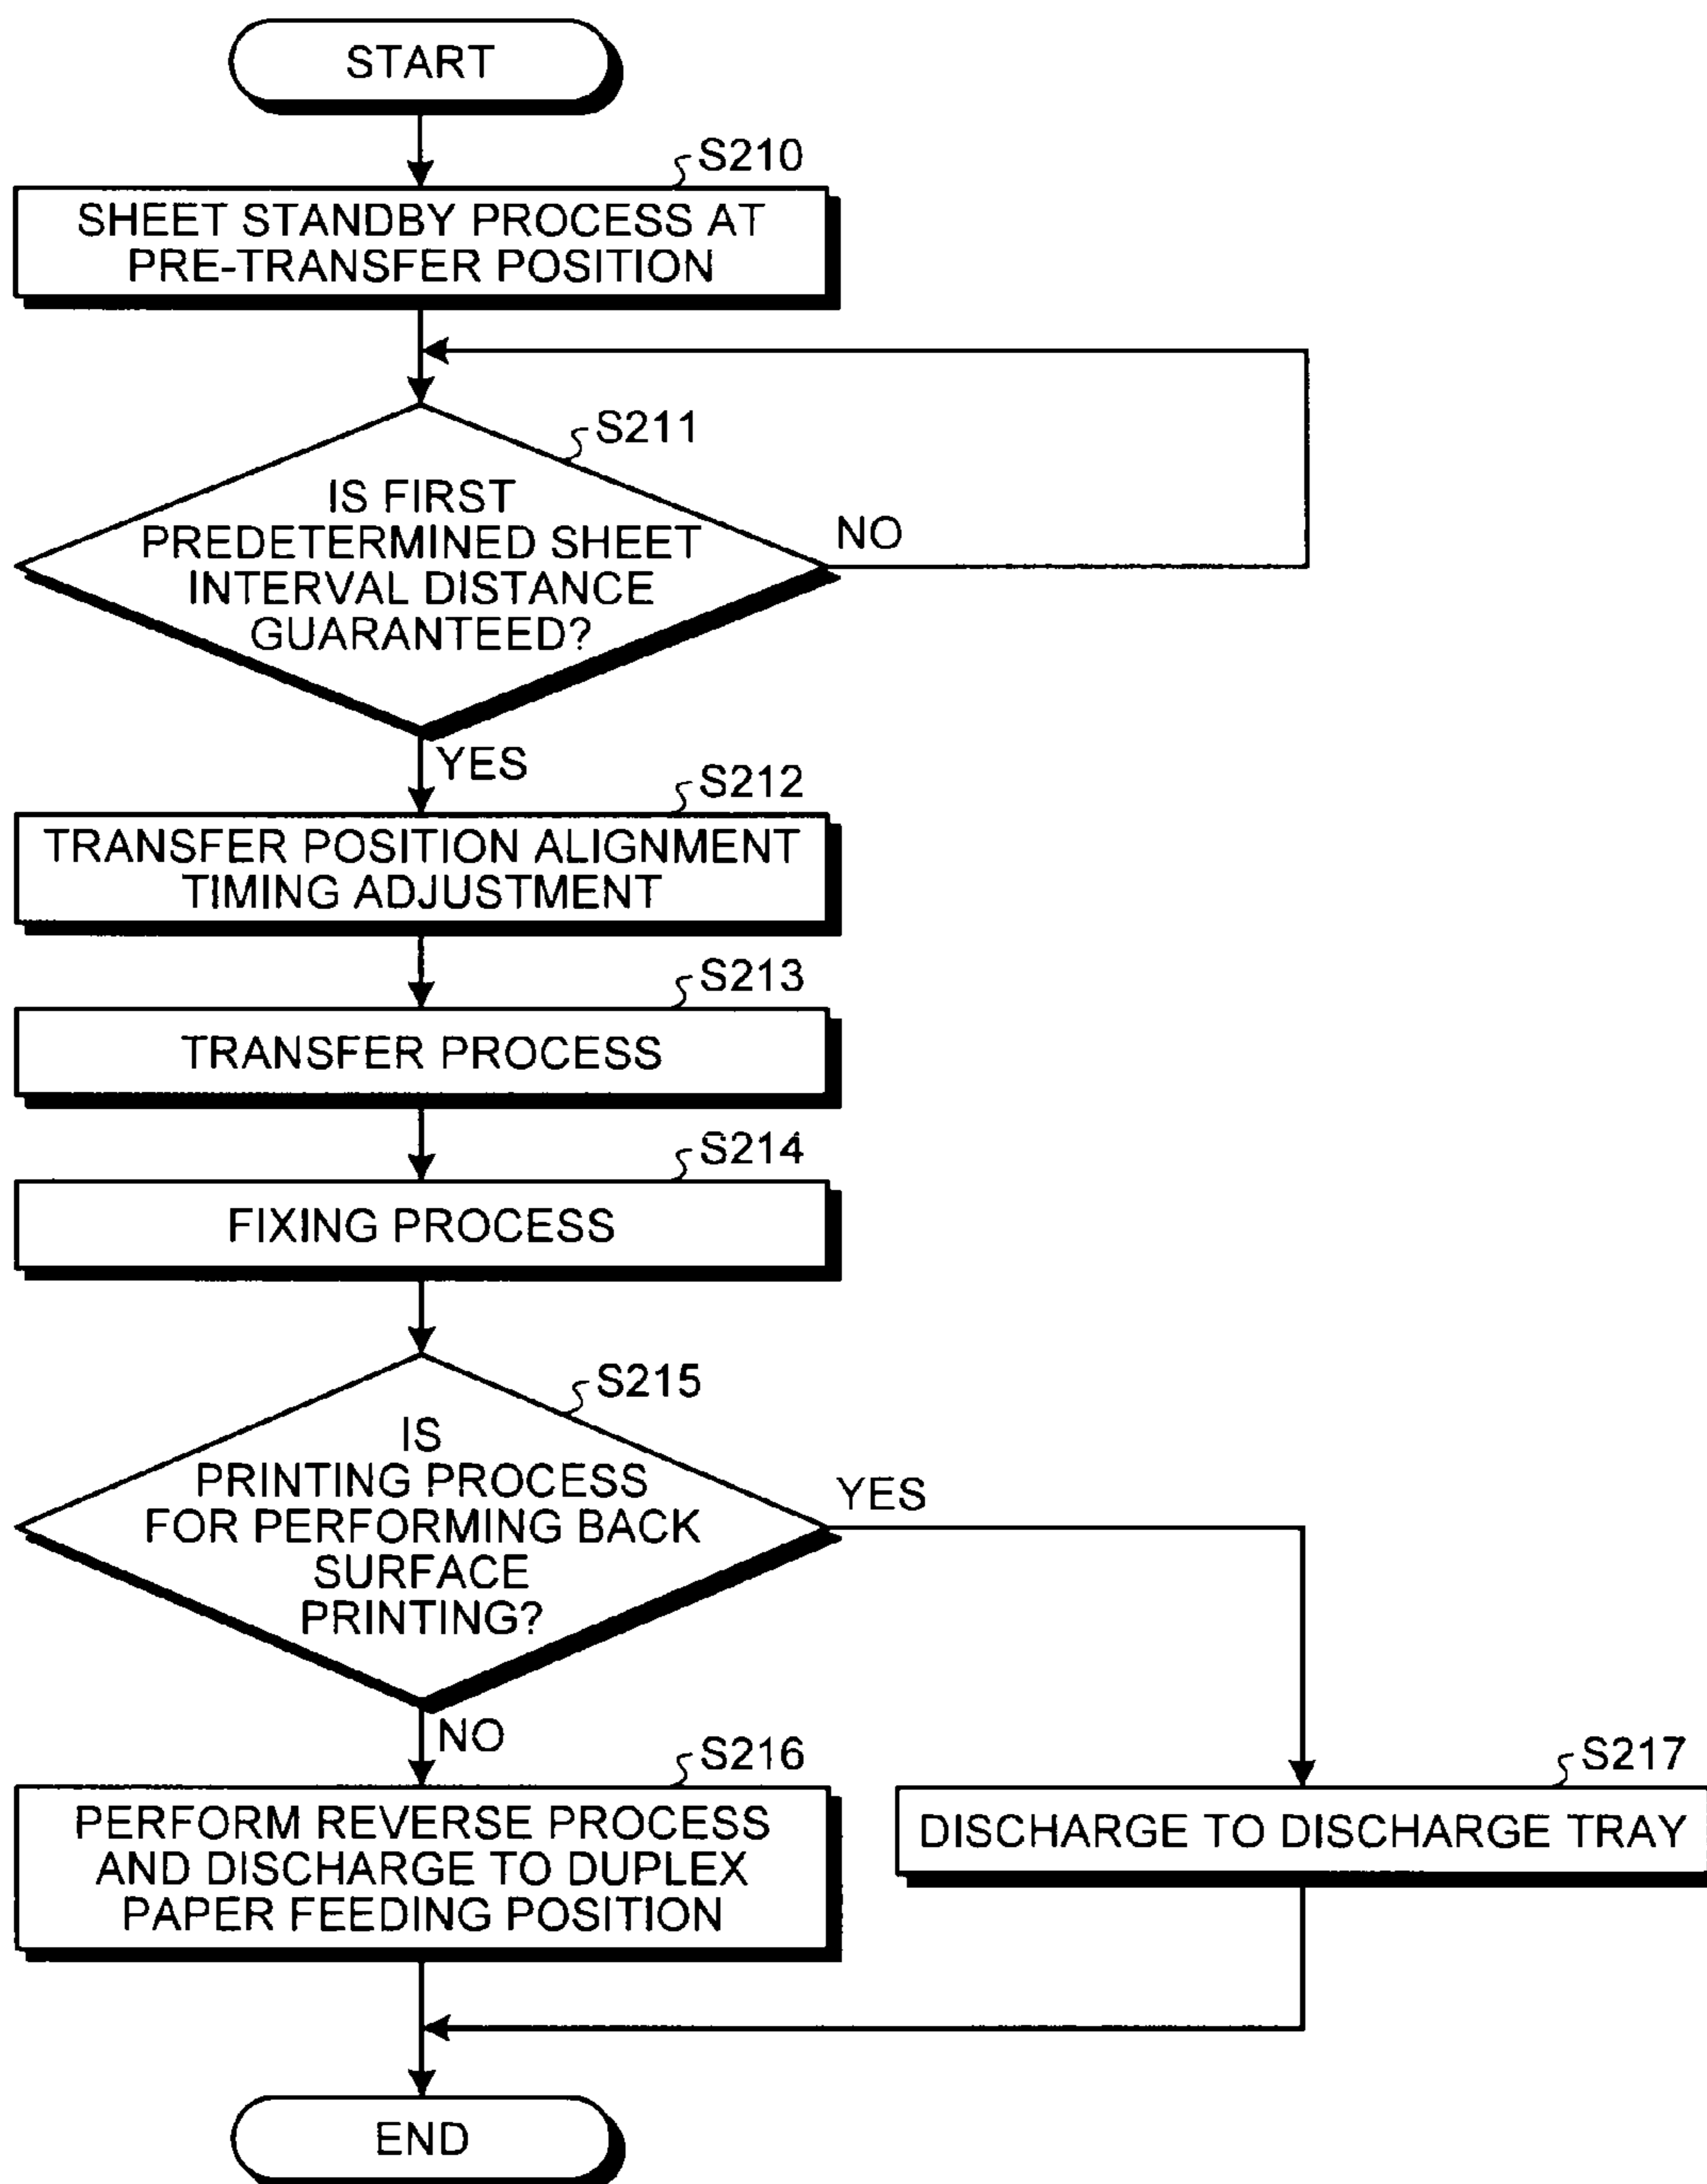 START
S210
SHEET STANDBY PROCESS AT
PRE-TRANSFER POSITION
S211
IS FIRST
PREDETERMINED SHEET
INTERVAL DISTANCE
GUARANTEED?
NO
YES
S212
TRANSFER POSITION ALIGNMENT
TIMING ADJUSTMENT
S213
TRANSFER PROCESS
S214
FIXING PROCESS
S215
IS
PRINTING PROCESS
FOR PERFORMING BACK
SURFACE
PRINTING?
YES
NO
S216
PERFORM REVERSE PROCESS
AND DISCHARGE TO DUPLEX
PAPER FEEDING POSITION
S217
DISCHARGE TO DISCHARGE TRAY
END